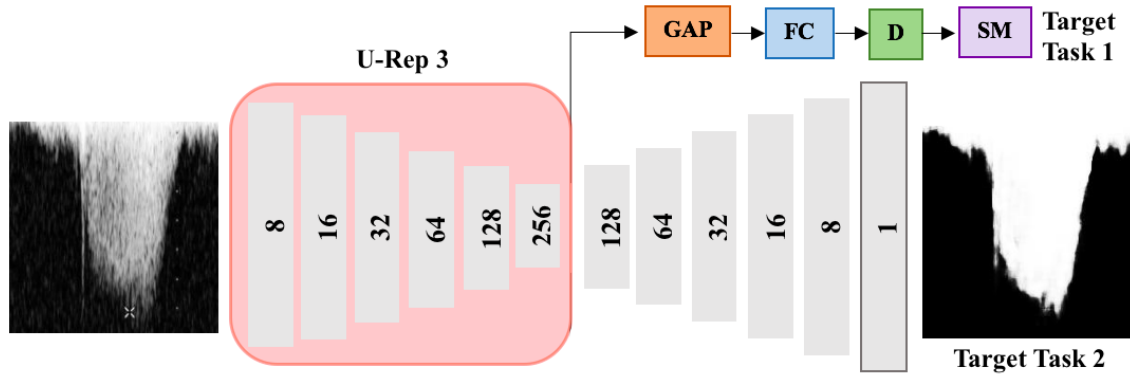 GAP
FC
D
SM
Target
Task 1
U-Rep 3
8
16
32
64
128
256
128
64
32
16
8
1
Target Task 2